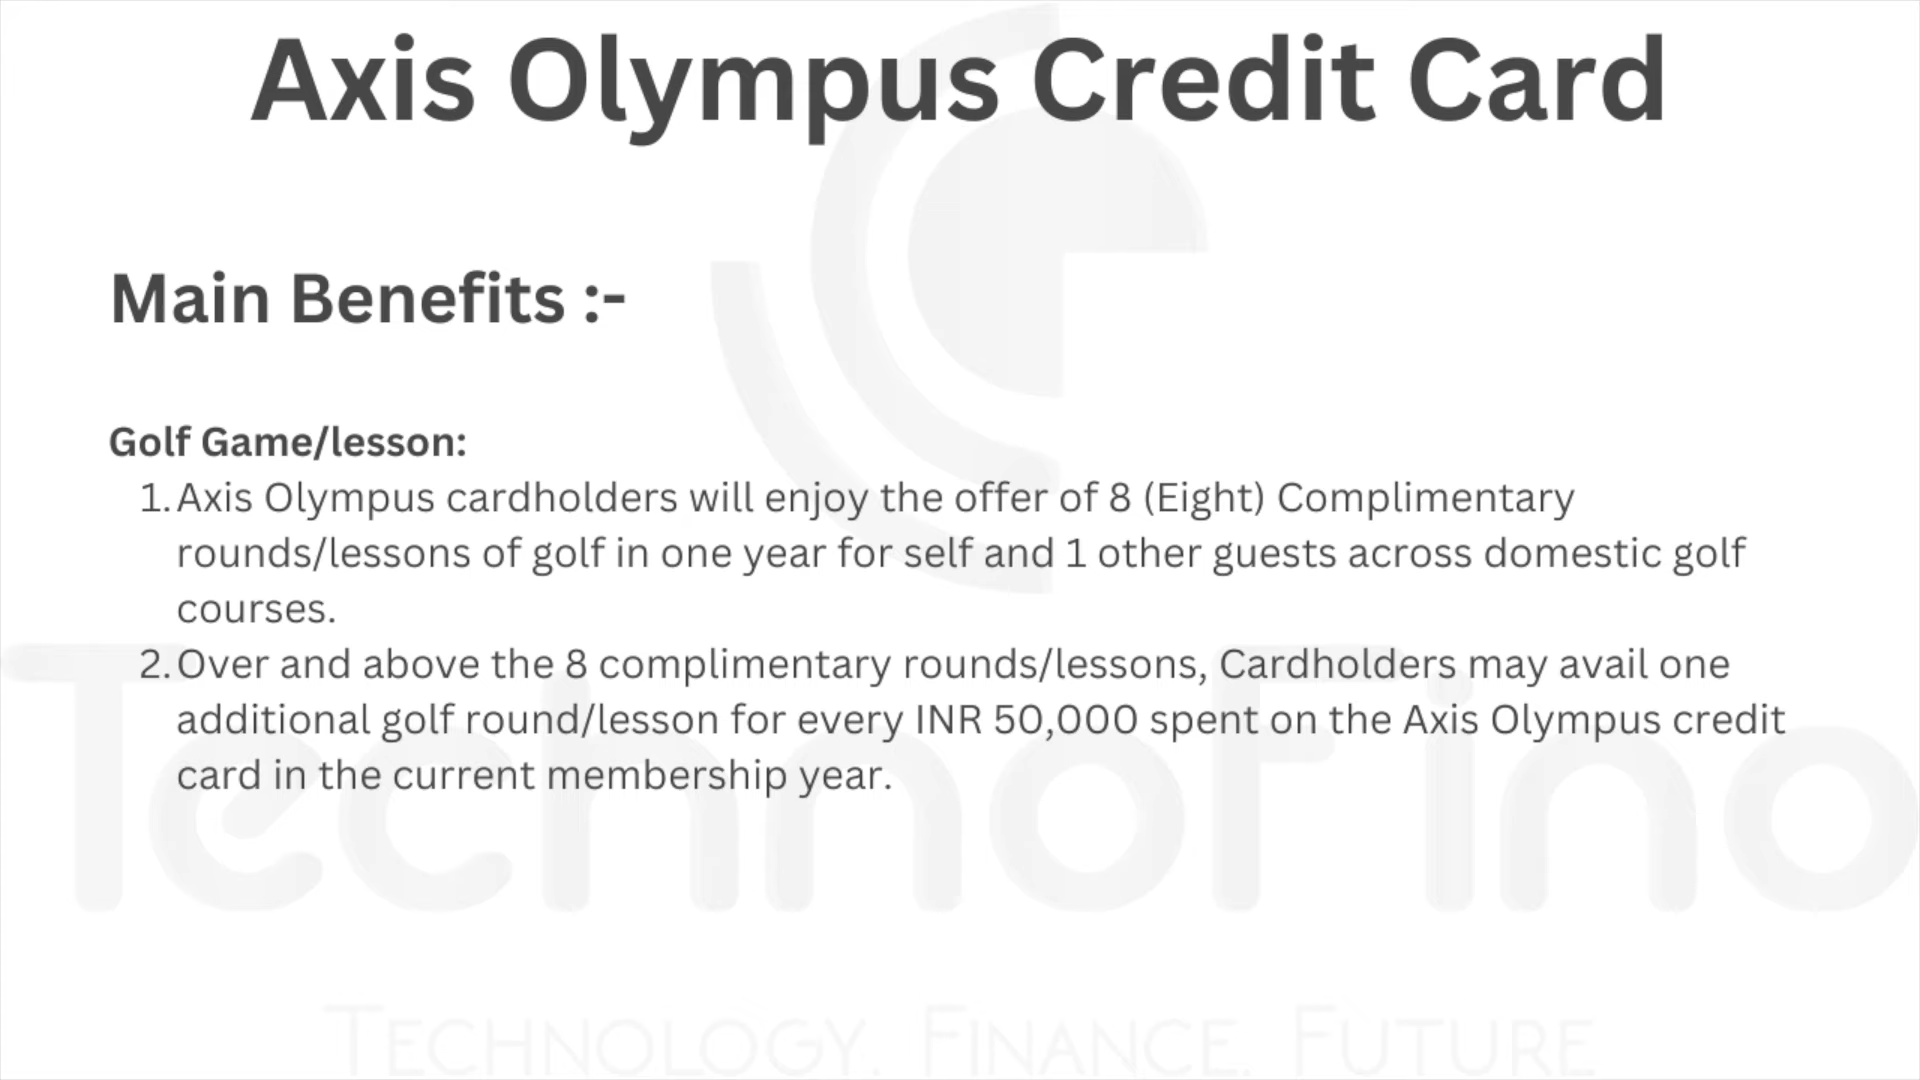 Axis Olympus Credit Card
Main Benefits :-
Golf Game/lesson:
1. Axis Olympus cardholders will enjoy the offer of 8 (Eight) Complimentary
rounds/lessons of golf in one year for self and 1 other guests across domestic golf
courses.
2. Over and above the 8 complimentary rounds/lessons, Cardholders may avail one
additional golf round/lesson for every INR 50,000 spent on the Axis Olympus credit
card in the current membership year.
TechnoFino
TECHNOLOGY. FINANCE. FUTURE